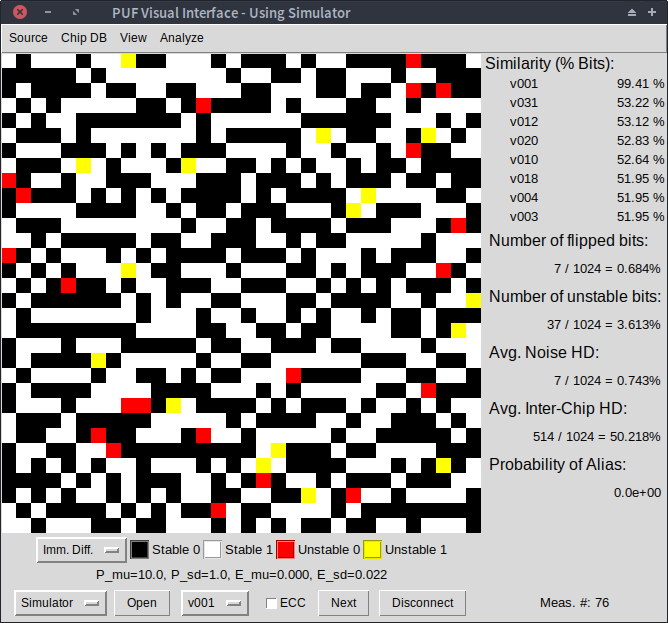 PUF Visual Interface - Using Simulator
Source Chip DB View Analyze
Similarity (% Bits):
v001 99.41 %
v031 53.22 %
v012 53.12 %
v020 52.83 %
v010 52.64 %
v018 51.95 %
v004 51.95 %
v003 51.95 %
Number of flipped bits:
7 / 1024 = 0.684%
Number of unstable bits:
37 / 1024 = 3.613%
Avg. Noise HD:
7 / 1024 = 0.743%
Avg. Inter-Chip HD:
514 / 1024 = 50.218%
Probability of Alias:
0.0e+00
Imm. Diff. Stable 0 Stable 1 Unstable 0 Unstable 1
P_mu=10.0, P_sd=1.0, E_mu=0.000, E_sd=0.022
Simulator Open v001 ECC Next Disconnect Meas. #: 76